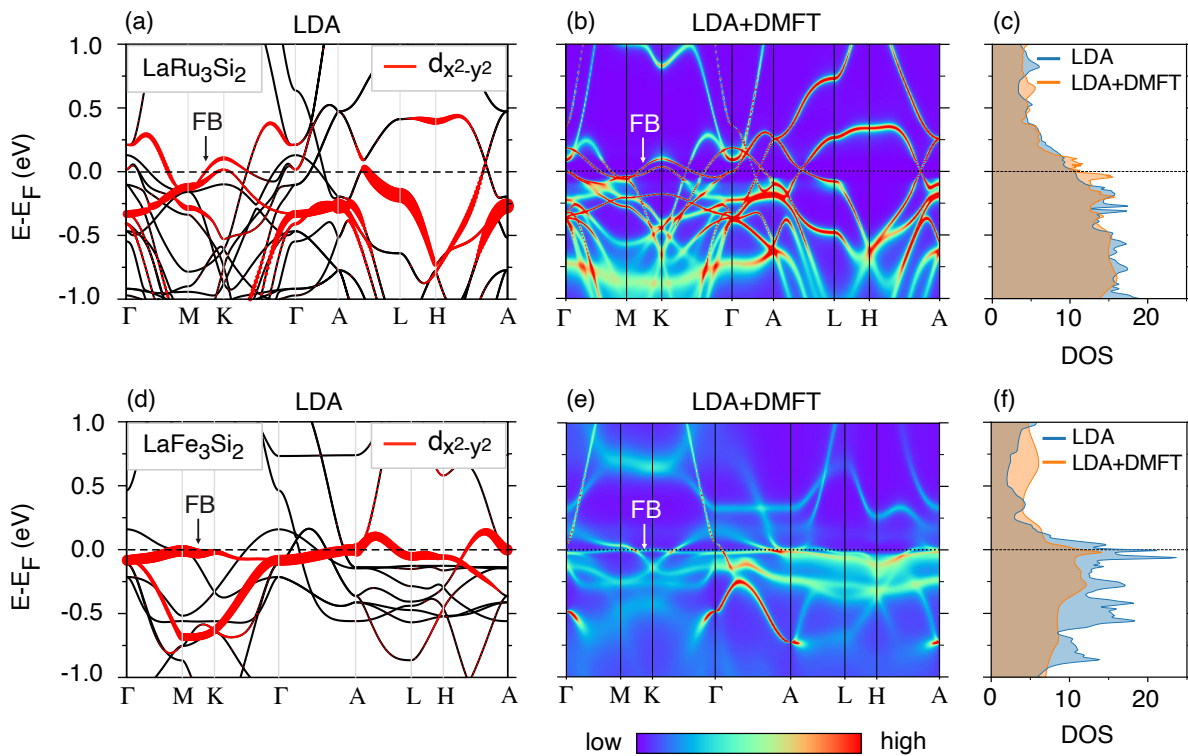 (a) LDA
LaRu3Si2
dx2-y2
FB
E-EF (eV)
1.0
0.5
0.0
-0.5
-1.0
Γ M K Γ A L H A
(b) LDA+DMFT
FB
Γ M K Γ A L H A
(c)
LDA
LDA+DMFT
0 10 20
DOS
(d) LDA
LaFe3Si2
dx2-y2
FB
E-EF (eV)
1.0
0.5
0.0
-0.5
-1.0
Γ M K Γ A L H A
(e) LDA+DMFT
FB
Γ M K Γ A L H A
low high
(f)
LDA
LDA+DMFT
0 10 20
DOS